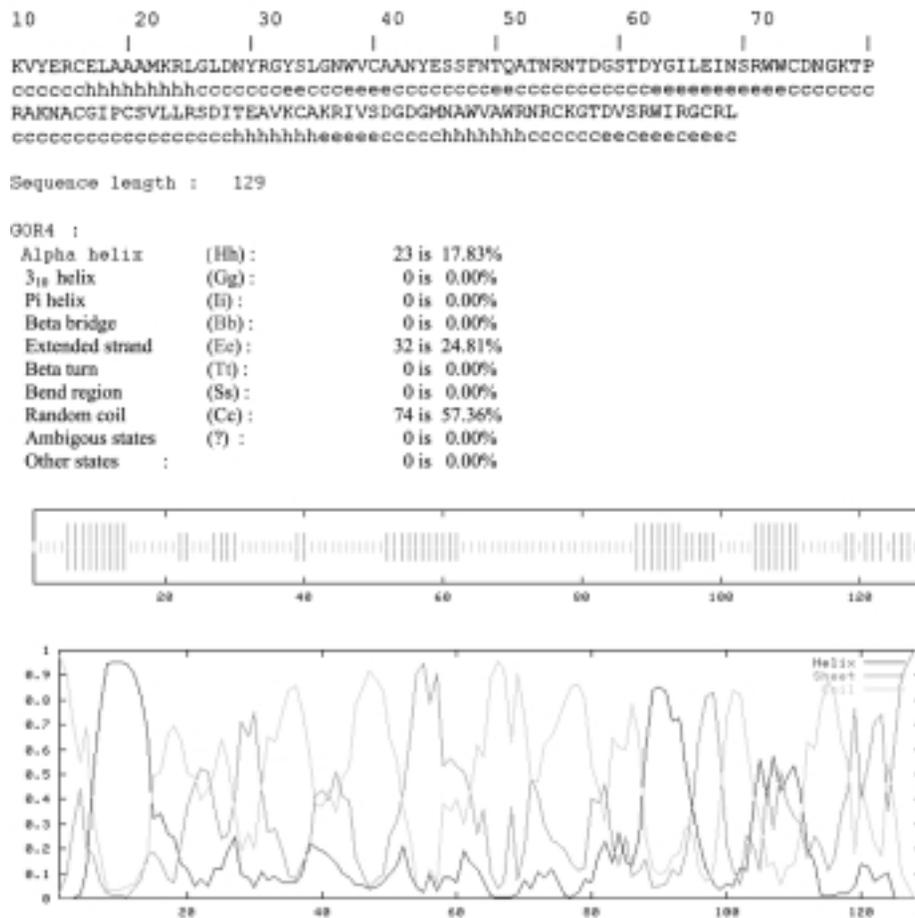 10 20 30 40 50 60 70
KVYERCELAAAMKRLGLDNYRGYSLGNWVCAANYESSFNTQATNRNTDGSTDYGILEINSRWWCDNGKTP
cccccchhhhhhhhhccccccceeccceeeecccccccceeccccccccccceeeeeeeeeeeccccccc
RAKNACGIPCSVLLRSDITEAVKCAKRIVSDGDGMNAWVAWRNRCKGTDVSRWIRGCRL
cccccccccccccccccchhhhhhheeeeeccccchhhhhhhcccccceeceeeceeec
Sequence length : 129
GOR4 :
Alpha helix (Hh) : 23 is 17.83%
3₁₀ helix (Gg) : 0 is 0.00%
Pi helix (Ii) : 0 is 0.00%
Beta bridge (Bb) : 0 is 0.00%
Extended strand (Ee) : 32 is 24.81%
Beta turn (Tt) : 0 is 0.00%
Bend region (Ss) : 0 is 0.00%
Random coil (Cc) : 74 is 57.36%
Ambigous states (?) : 0 is 0.00%
Other states : 0 is 0.00%
20 40 60 80 100 120
1
0.9
0.8
0.7
0.6
0.5
0.4
0.3
0.2
0.1
0
Helix
Sheet
Coil
20 40 60 80 100 120